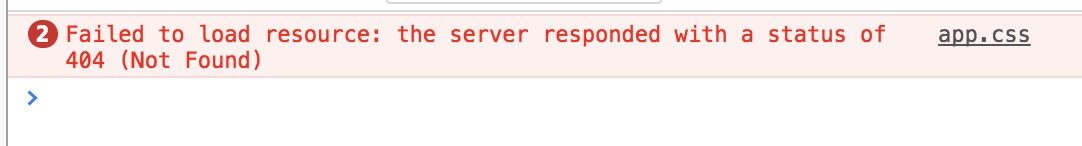 2 Failed to load resource: the server responded with a status of app.css
404 (Not Found)